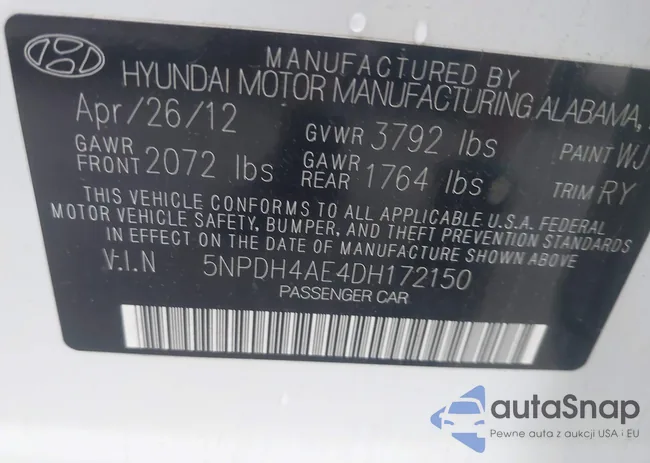 MANUFACTURED BY
HYUNDAI MOTOR MANUFACTURING ALABAMA,
Apr/26/12 GVWR 3792 lbs PAINT WJ
GAWR FRONT 2072 lbs GAWR REAR 1764 lbs TRIM RY
THIS VEHICLE CONFORMS TO ALL APPLICABLE U.S.A. FEDERAL
MOTOR VEHICLE SAFETY, BUMPER, AND THEFT PREVENTION STANDARDS
IN EFFECT ON THE DATE OF MANUFACTURE SHOWN ABOVE
V.I.N 5NPDH4AE4DH172150
PASSENGER CAR
autaSnap
Pewne auta z aukcji USA i EU